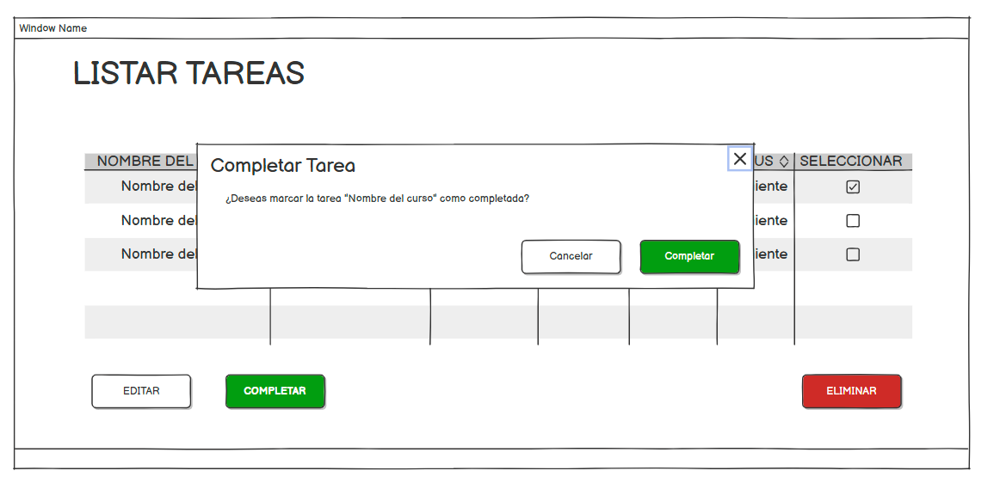 Window Name
LISTAR TAREAS
NOMBRE DEL US SELECCIONAR
Completar Tarea
Nombre del iente
¿Deseas marcar la tarea "Nombre del curso" como completada?
Nombre del iente
Nombre del iente
Cancelar Completar
EDITAR COMPLETAR ELIMINAR